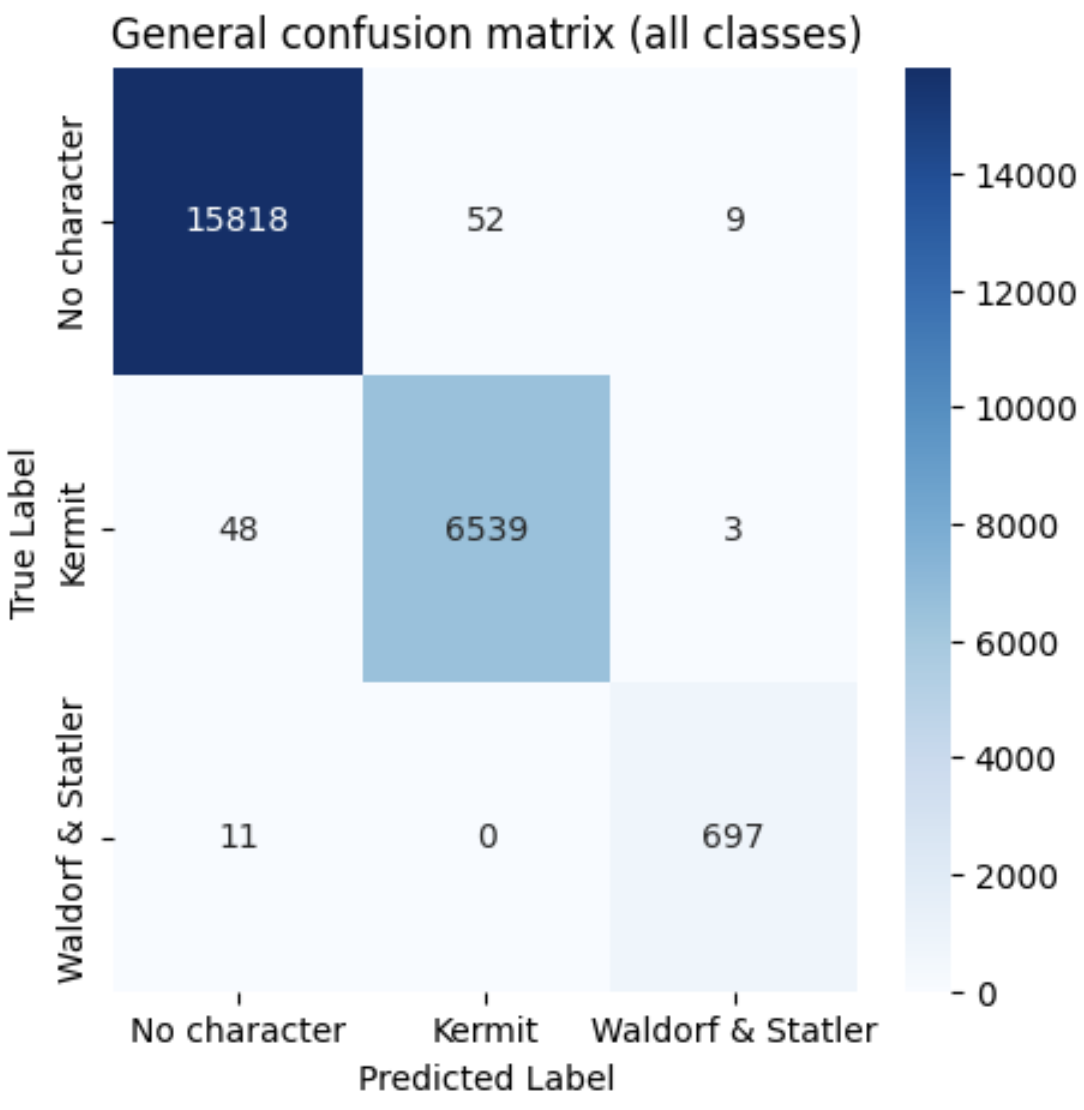 General confusion matrix (all classes)
True Label
No character
15818 52 9
Kermit
48 6539 3
Waldorf & Statler
11 0 697
No character Kermit Waldorf & Statler
Predicted Label
14000
12000
10000
8000
6000
4000
2000
0